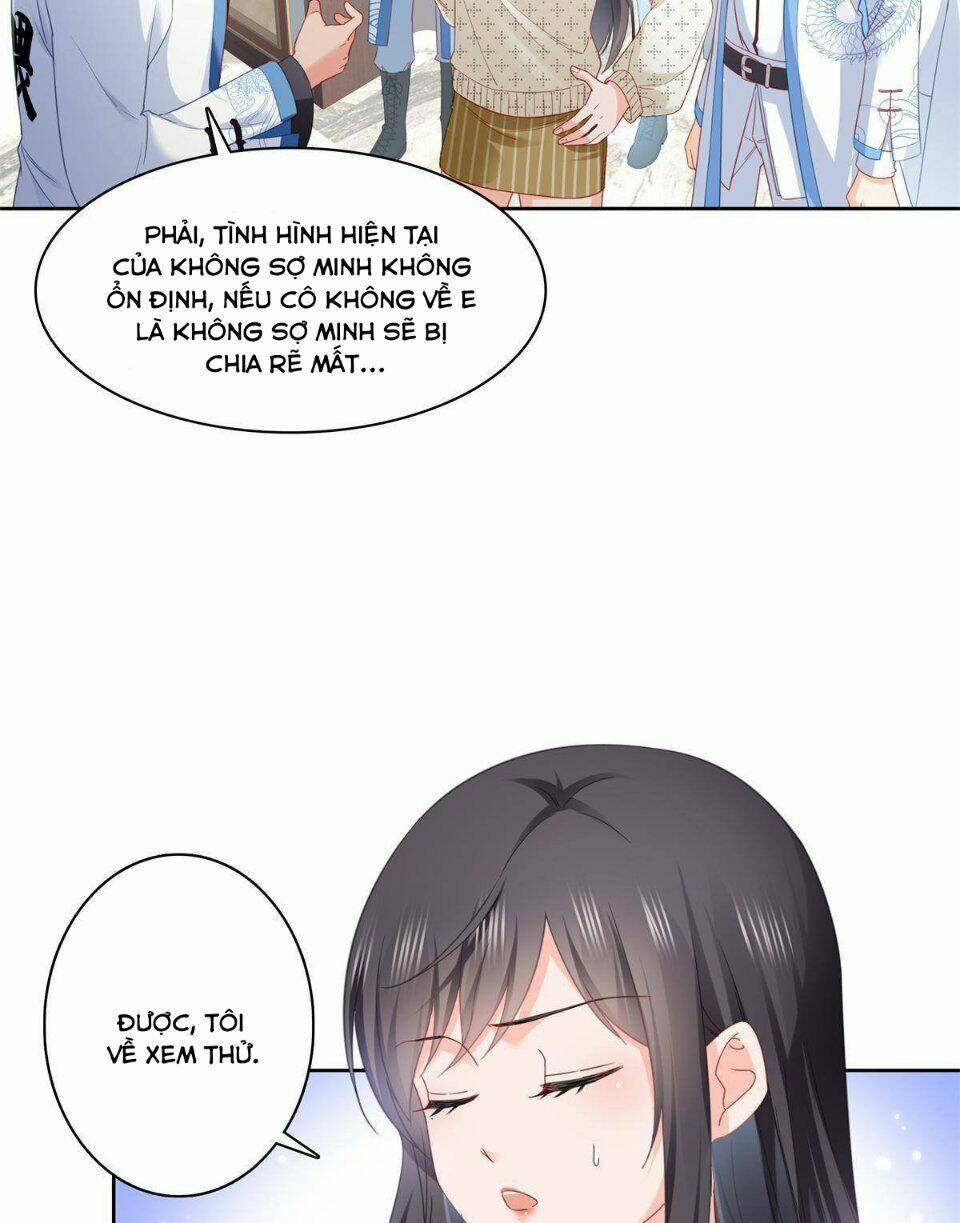 PHẢI, TÌNH HÌNH HIỆN TẠI
CỦA KHÔNG SỢ MINH KHÔNG
ỔN ĐỊNH, NẾU CÔ KHÔNG VỀ E
LÀ KHÔNG SỢ MINH SẼ BỊ
CHIA RẼ MẤT...
ĐƯỢC, TÔI
VỀ XEM THỬ.